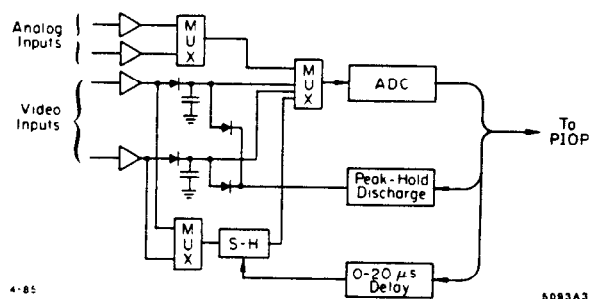 Analog
Inputs
MUX
Video
Inputs
MUX
ADC
To
PIOP
Peak-Hold
Discharge
MUX
S-H
0-20 μs
Delay
4-85
5093A3